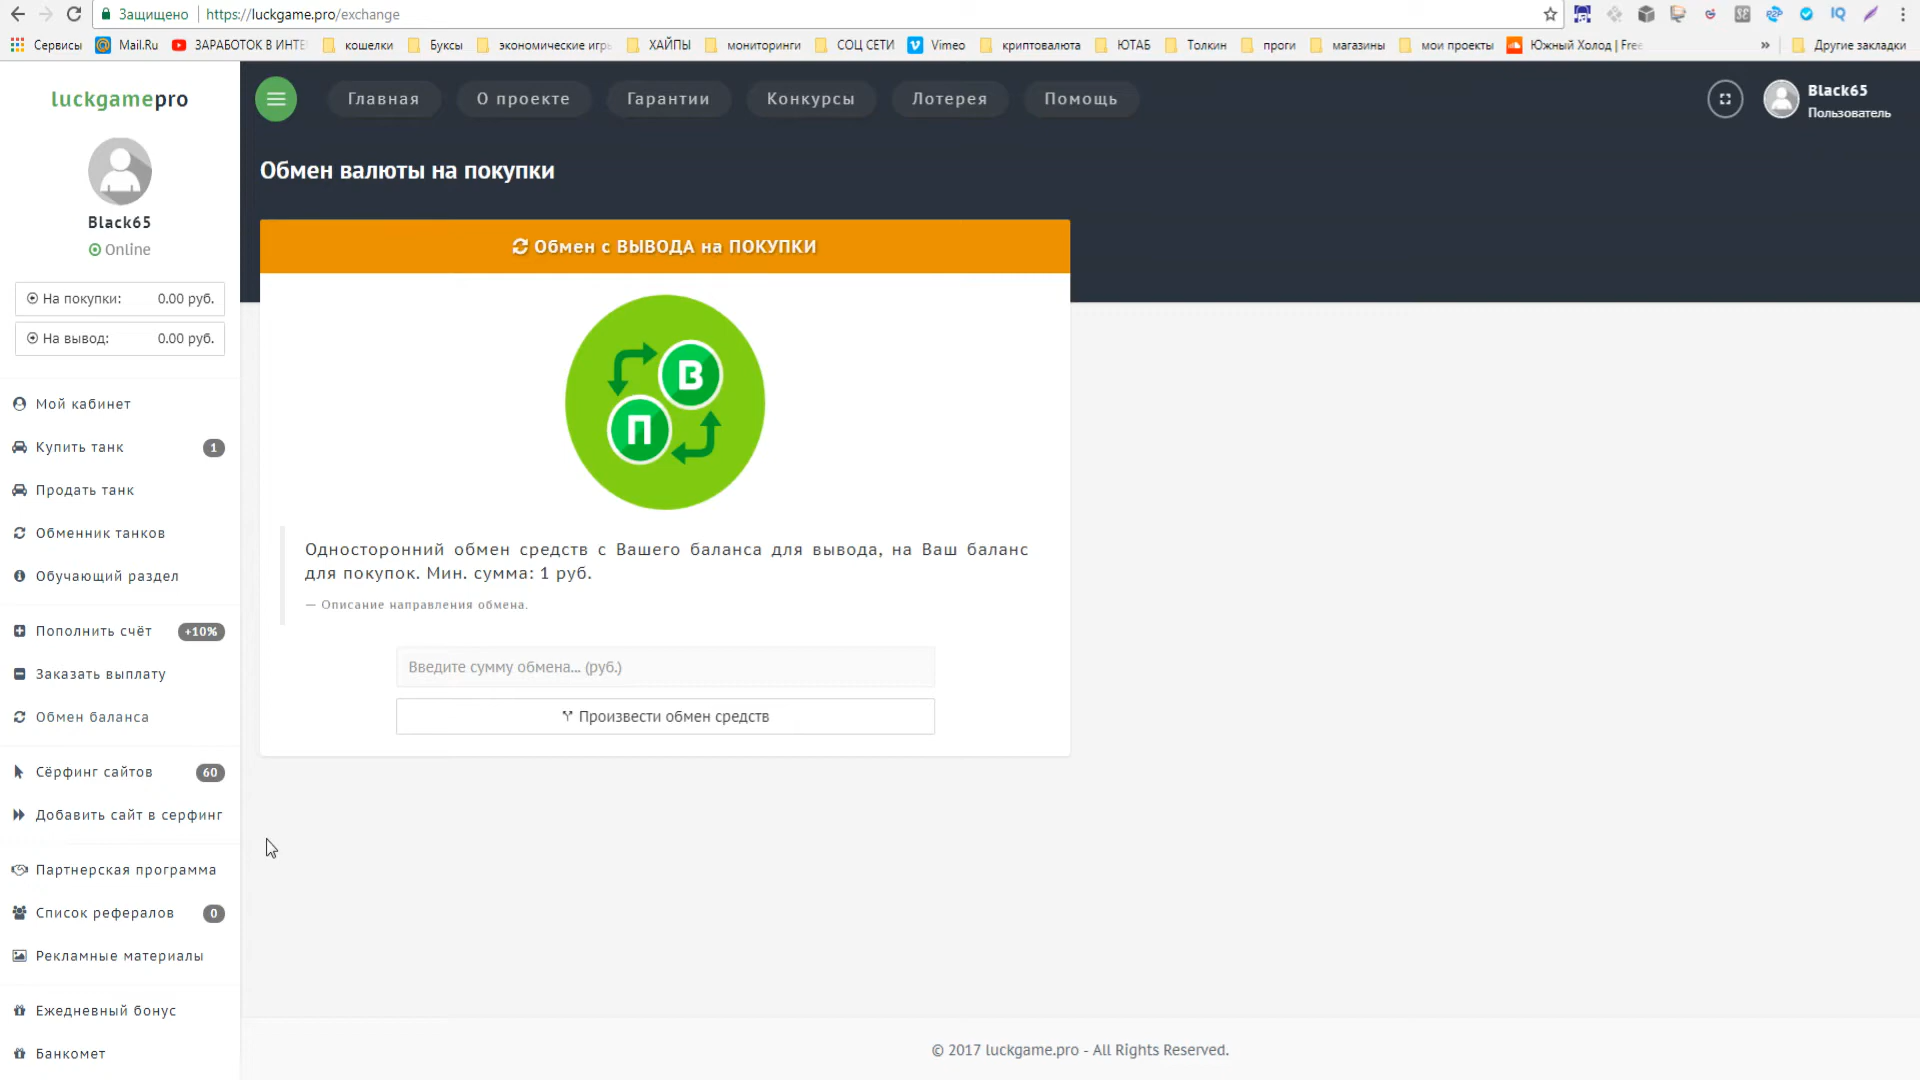 Защищено https://luckgame.pro/exchange
Сервисы Mail.Ru ЗАРАБОТОК В ИНТЕ кошелки Буксы экономические игр ХАЙПЫ мониторинги СОЦ СЕТИ Vimeo криптовалюта ЮТАБ Толкин проги магазины мои проекты Южный Холод | Free » Другие закладки
luckgamepro
Главная О проекте Гарантии Конкурсы Лотерея Помощь
Black65
Пользователь
Обмен валюты на покупки
Black65
Online
На покупки: 0.00 руб.
На вывод: 0.00 руб.
Мой кабинет
Купить танк 1
Продать танк
Обменник танков
Обучающий раздел
Пополнить счёт +10%
Заказать выплату
Обмен баланса
Сёрфинг сайтов 60
Добавить сайт в серфинг
Партнерская программа
Список рефералов 0
Рекламные материалы
Ежедневный бонус
Банкомет
Обмен с ВЫВОДА на ПОКУПКИ
В
П
Односторонний обмен средств с Вашего баланса для вывода, на Ваш баланс
для покупок. Мин. сумма: 1 руб.
— Описание направления обмена.
Введите сумму обмена... (руб.)
Произвести обмен средств
© 2017 luckgame.pro - All Rights Reserved.